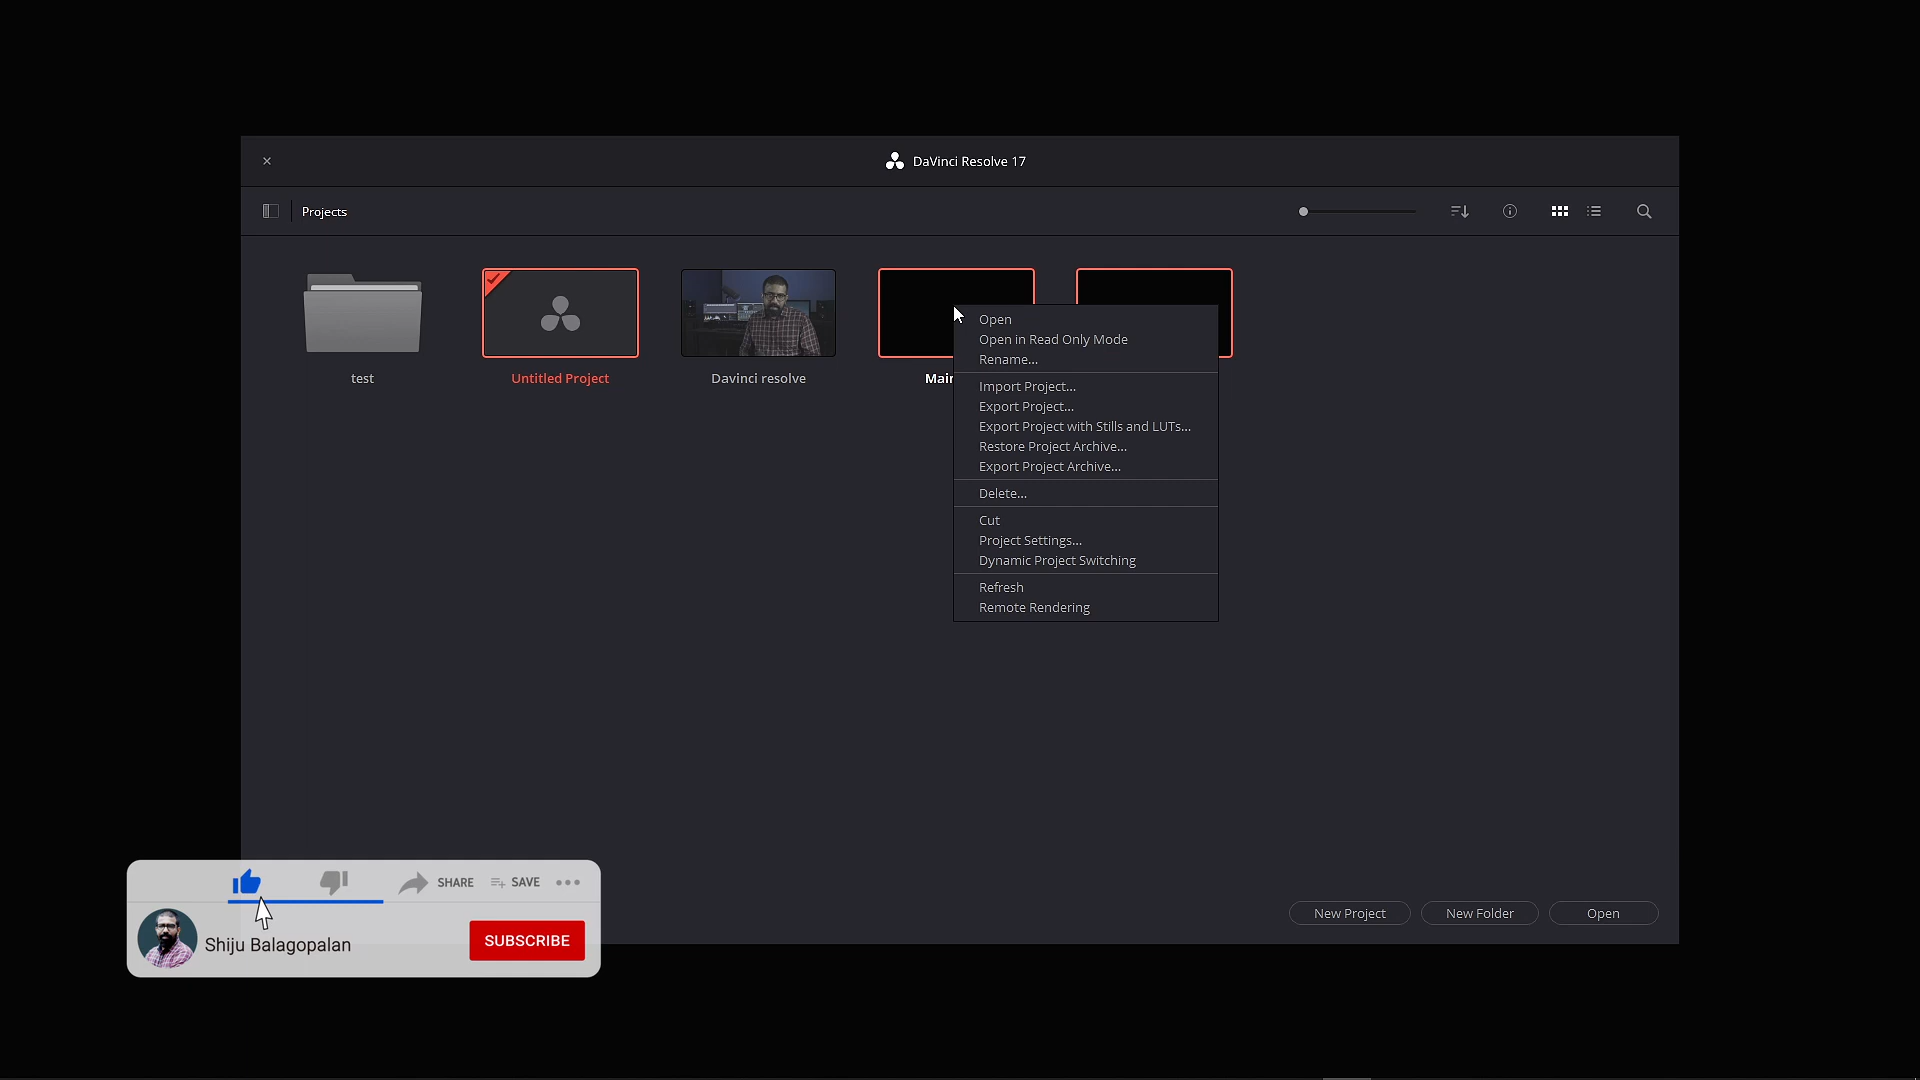 DaVinci Resolve 17
Projects
test
Untitled Project
Davinci resolve
Open
Open in Read Only Mode
Rename...
Import Project...
Export Project...
Export Project with Stills and LUTs...
Restore Project Archive...
Export Project Archive...
Delete...
Cut
Project Settings...
Dynamic Project Switching
Refresh
Remote Rendering
New Project
New Folder
Open
SHARE
SAVE
Shiju Balagopalan
SUBSCRIBE